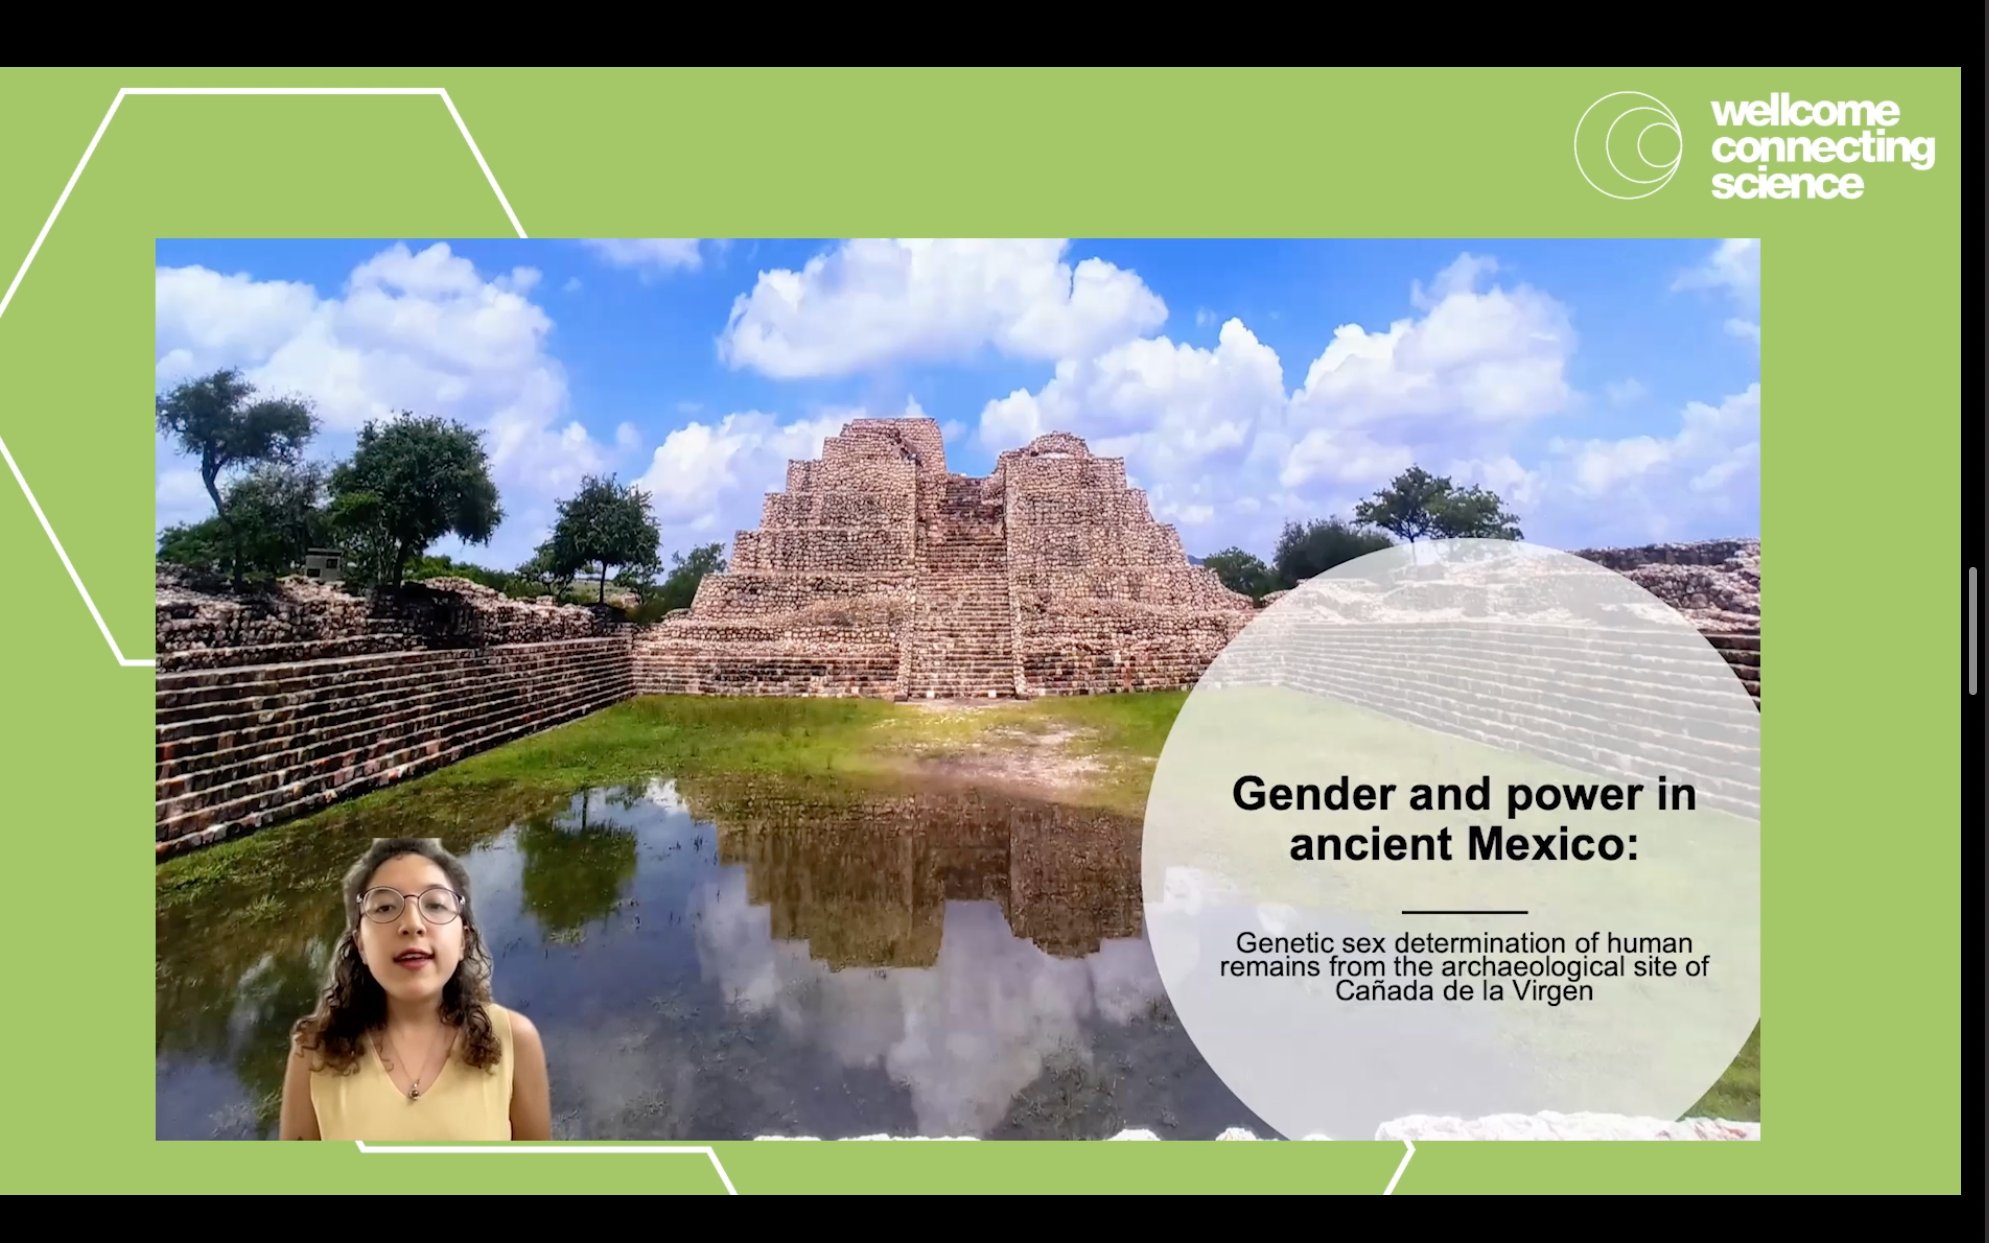 wellcome
connecting
science
Gender and power in
ancient Mexico:
Genetic sex determination of human
remains from the archaeological site of
Cañada de la Virgen